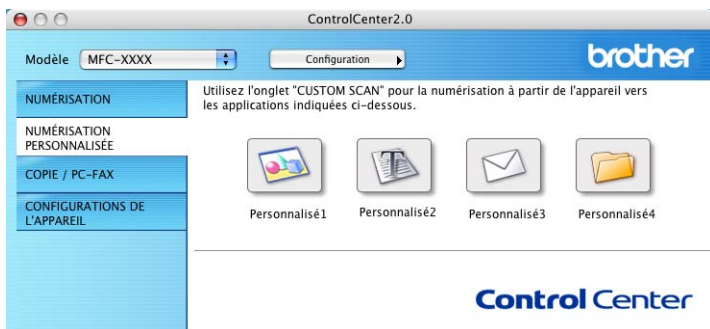 ControlCenter2.0
Modèle MFC-XXXX Configuration brother
NUMÉRISATION
NUMÉRISATION
PERSONNALISÉE
COPIE / PC-FAX
CONFIGURATIONS DE
L'APPAREIL
Utilisez l'onglet "CUSTOM SCAN" pour la numérisation à partir de l'appareil vers
les applications indiquées ci-dessous.
Personnalisé1 Personnalisé2 Personnalisé3 Personnalisé4
Control Center